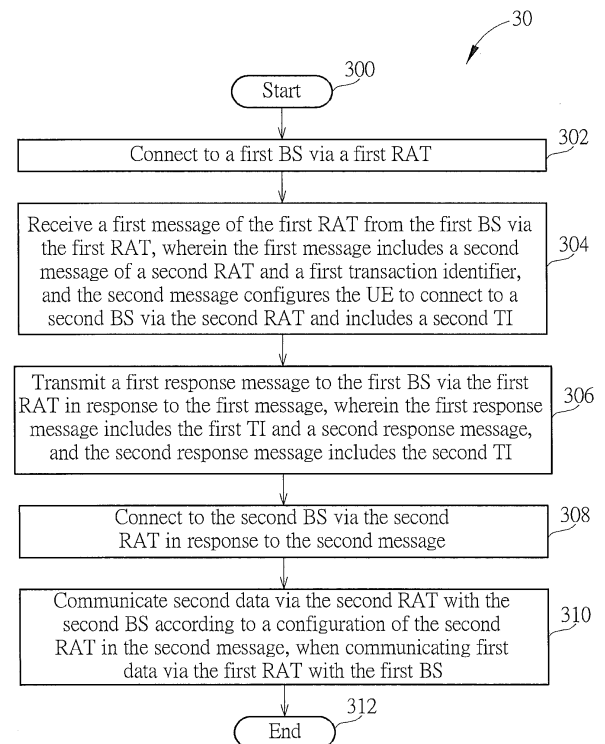 30
300
Start
302
Connect to a first BS via a first RAT
Receive a first message of the first RAT from the first BS via
the first RAT, wherein the first message includes a second
message of a second RAT and a first transaction identifier,
and the second message configures the UE to connect to a
second BS via the second RAT and includes a second TI
304
Transmit a first response message to the first BS via the first
RAT in response to the first message, wherein the first response
message includes the first TI and a second response message,
and the second response message includes the second TI
306
Connect to the second BS via the second
RAT in response to the second message
308
Communicate second data via the second RAT with the
second BS according to a configuration of the second
RAT in the second message, when communicating first
data via the first RAT with the first BS
310
312
End